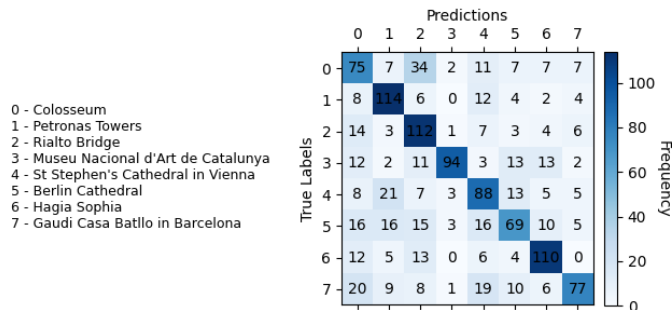 Predictions
0 1 2 3 4 5 6 7
0 75 7 34 2 11 7 7 7
1 8 114 6 0 12 4 2 4
2 14 3 112 1 7 3 4 6
3 12 2 11 94 3 13 13 2
4 8 21 7 3 88 13 5 5
5 16 16 15 3 16 69 10 5
6 12 5 13 0 6 4 110 0
7 20 9 8 1 19 10 6 77
True Labels
0 - Colosseum
1 - Petronas Towers
2 - Rialto Bridge
3 - Museu Nacional d'Art de Catalunya
4 - St Stephen's Cathedral in Vienna
5 - Berlin Cathedral
6 - Hagia Sophia
7 - Gaudi Casa Batllo in Barcelona
100
80
60
40
20
0
Frequency